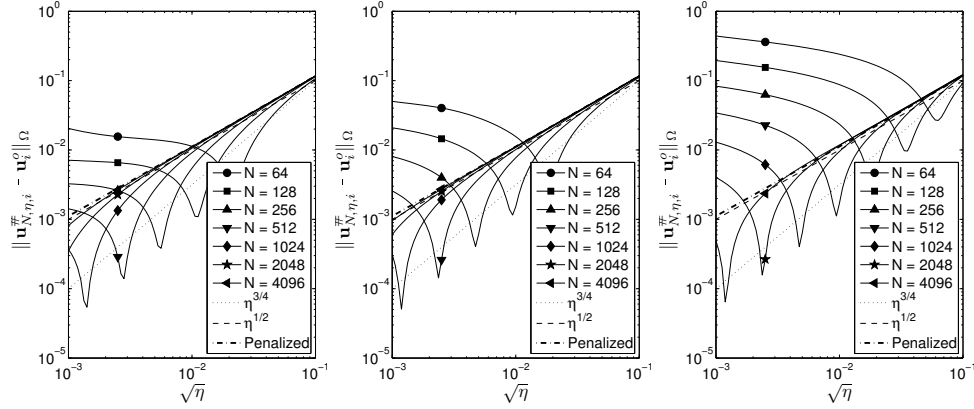 10^0
10^-1
10^-2
10^-3
10^-4
10^-5
|| u^#_{N,η,i} - u^o_i ||_Ω
10^-3
10^-2
10^-1
√η
N = 64
N = 128
N = 256
N = 512
N = 1024
N = 2048
N = 4096
η^{3/4}
η^{1/2}
Penalized
10^0
10^-1
10^-2
10^-3
10^-4
10^-5
|| u^#_{N,η,i} - u^o_i ||_Ω
10^-3
10^-2
10^-1
√η
N = 64
N = 128
N = 256
N = 512
N = 1024
N = 2048
N = 4096
η^{3/4}
η^{1/2}
Penalized
10^0
10^-1
10^-2
10^-3
10^-4
10^-5
|| u^#_{N,η,i} - u^o_i ||_Ω
10^-3
10^-2
10^-1
√η
N = 64
N = 128
N = 256
N = 512
N = 1024
N = 2048
N = 4096
η^{3/4}
η^{1/2}
Penalized